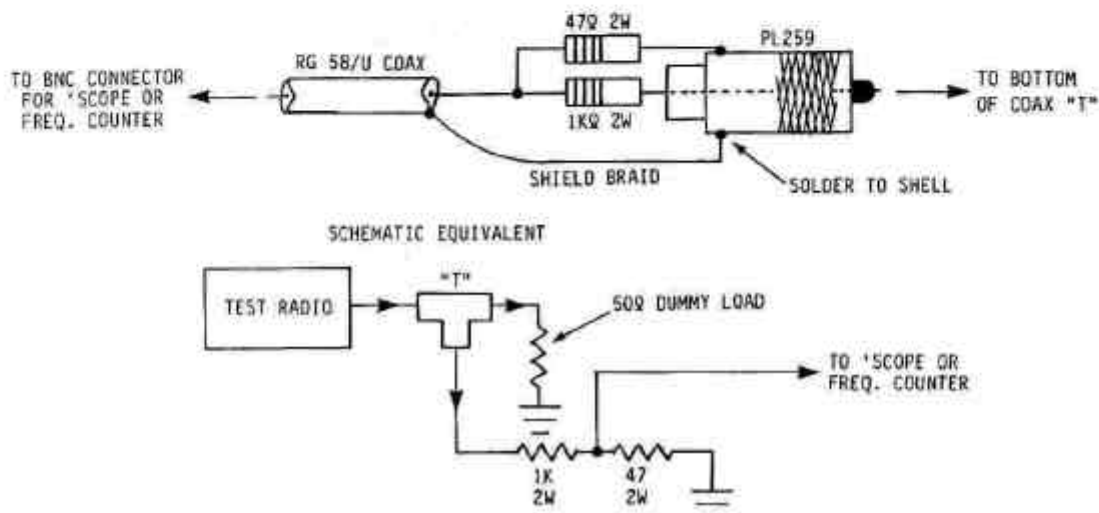 47Ω 2W
PL259
RG 58/U COAX
TO BNC CONNECTOR
FOR 'SCOPE OR
FREQ. COUNTER
TO BOTTOM
OF COAX "T"
1KΩ 2W
SHIELD BRAID
SOLDER TO SHELL
SCHEMATIC EQUIVALENT
"T"
TEST RADIO
50Ω DUMMY LOAD
TO 'SCOPE OR
FREQ. COUNTER
1K
2W
47
2W